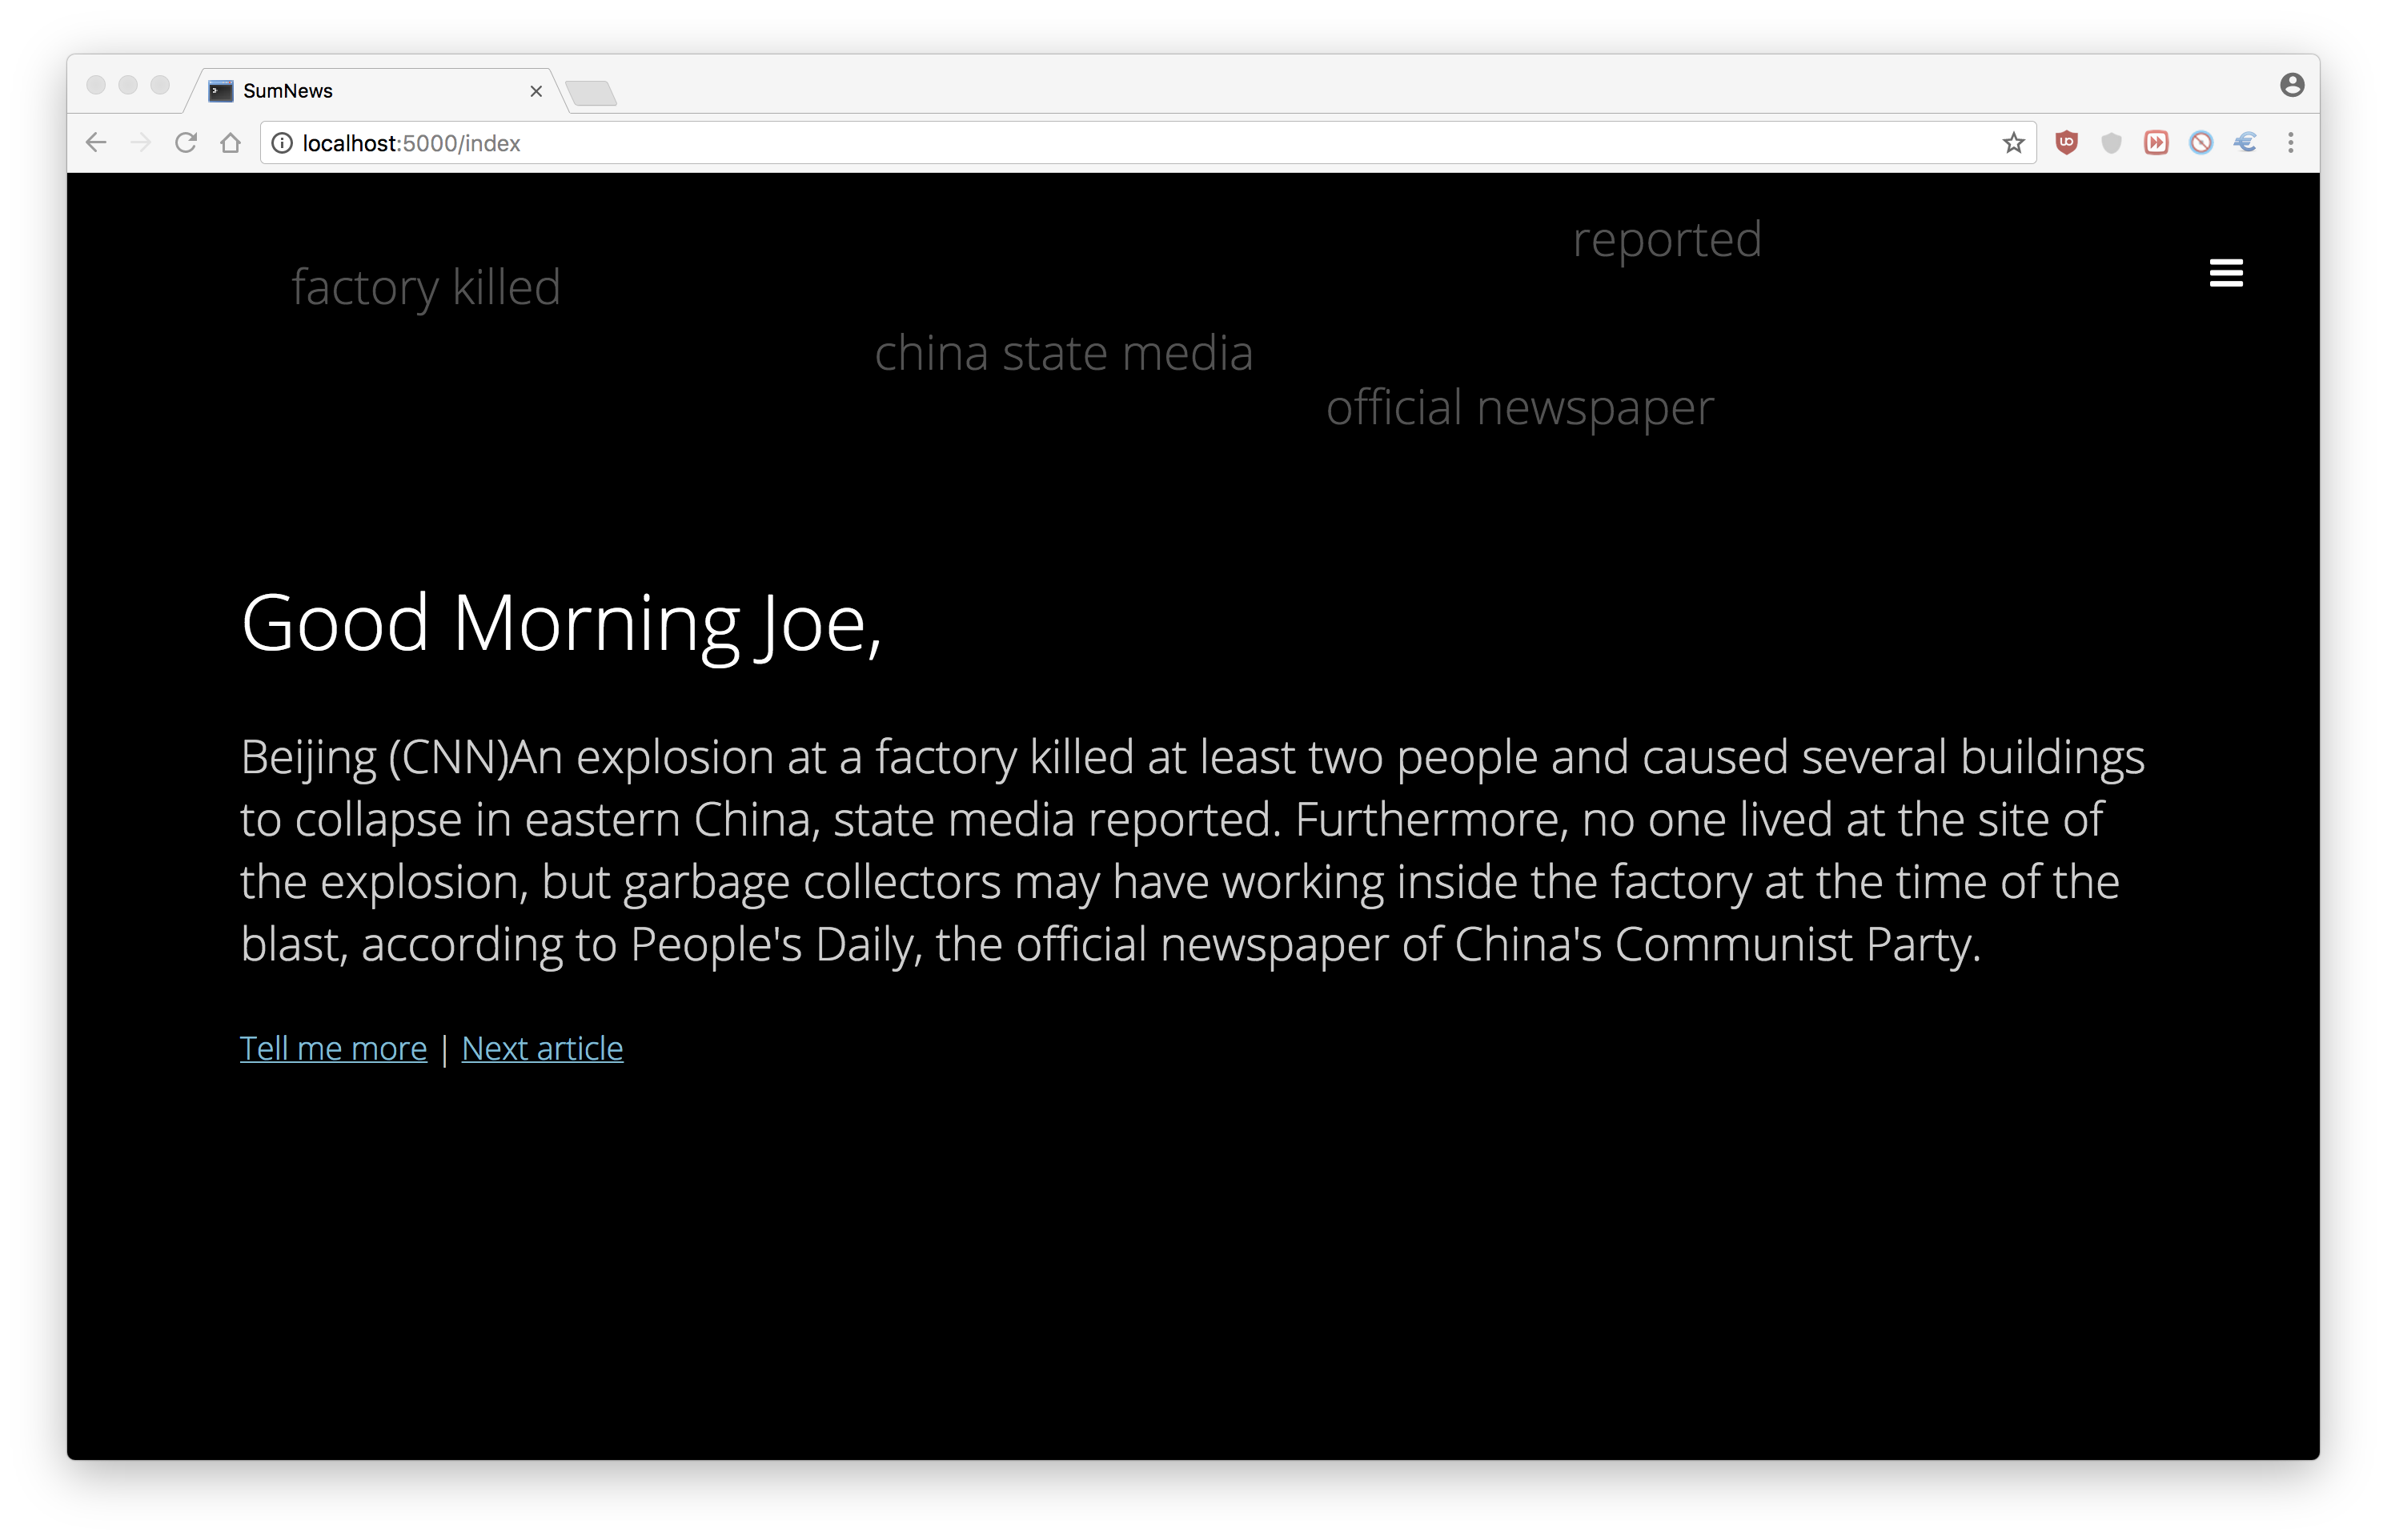 SumNews
localhost:5000/index
reported
factory killed
china state media
official newspaper
Good Morning Joe,
Beijing (CNN)An explosion at a factory killed at least two people and caused several buildings
to collapse in eastern China, state media reported. Furthermore, no one lived at the site of
the explosion, but garbage collectors may have working inside the factory at the time of the
blast, according to People's Daily, the official newspaper of China's Communist Party.
Tell me more | Next article